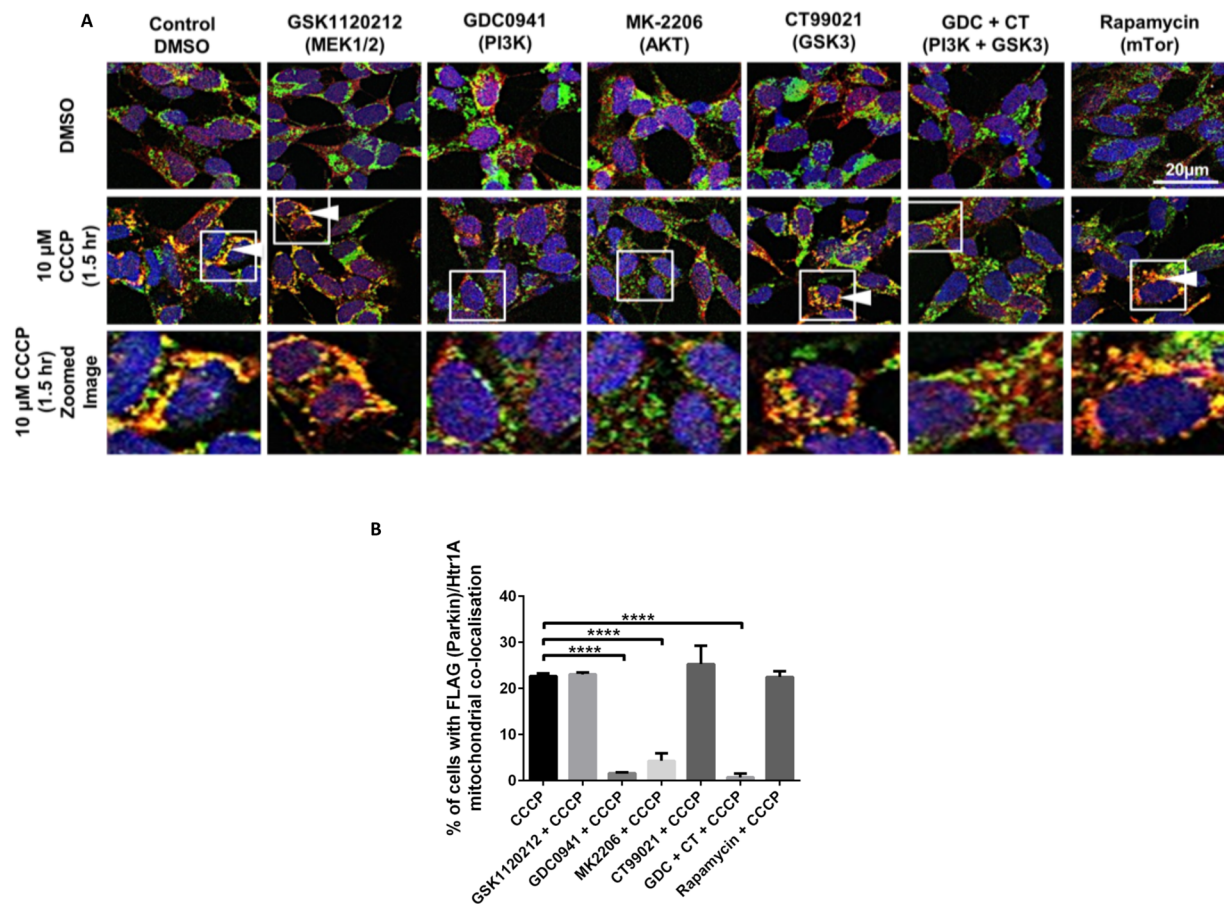 A
Control
DMSO
GSK1120212
(MEK1/2)
GDC0941
(PI3K)
MK-2206
(AKT)
CT99021
(GSK3)
GDC + CT
(PI3K + GSK3)
Rapamycin
(mTor)
DMSO
20µm
10 µM
CCCP
(1.5 hr)
10 µM CCCP
(1.5 hr)
Zoomed
Image
B
% of cells with FLAG (Parkin)/Htr1A
mitochondrial co-localisation
40
30
20
10
0
****
****
****
CCCP
GSK1120212 + CCCP
GDC0941 + CCCP
MK2206 + CCCP
CT99021 + CCCP
GDC + CT + CCCP
Rapamycin + CCCP